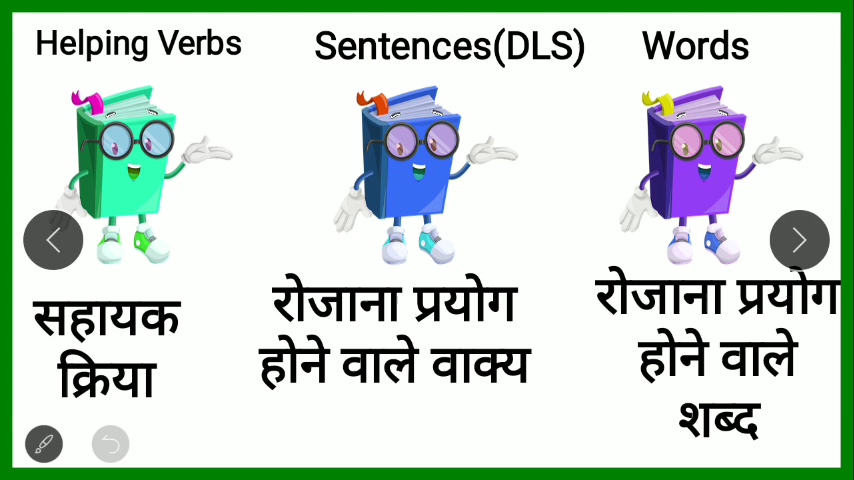 Helping Verbs
Sentences(DLS)
Words
सहायक
क्रिया
रोजाना प्रयोग
होने वाले वाक्य
रोजाना प्रयोग
होने वाले
शब्द